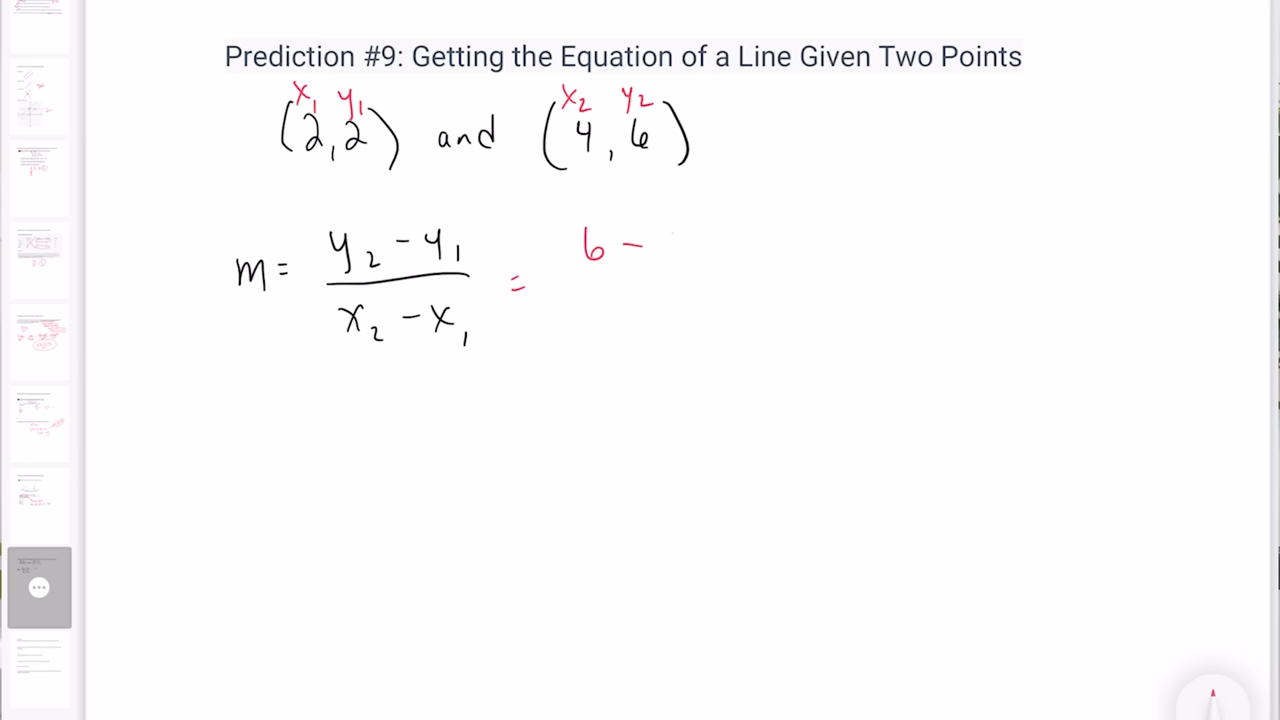 Prediction #9: Getting the Equation of a Line Given Two Points
x₁ y₁ x₂ y₂
(2,2) and (4,6)
y₂ - y₁ 6 -
m= =
x₂ - x₁